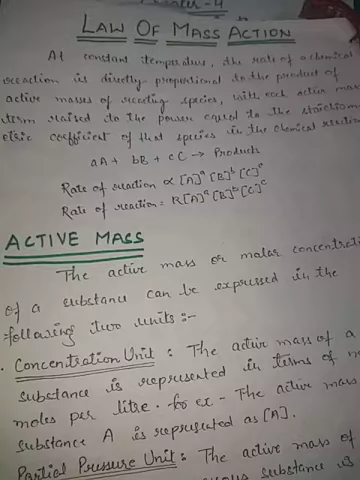 Chapter-4
LAW OF MASS ACTION
At constant temperature, the rate of a chemical
reaction is directly proportional to the product of
active masses of reacting species, with each active mass
term raised to the power equal to the stoichiom
etric coefficient of that species in the chemical reaction
aA + bB + cC → Products
Rate of reaction ∝ [A]ᵃ [B]ᵇ [C]ᶜ
Rate of reaction = K[A]ᵃ [B]ᵇ [C]ᶜ
ACTIVE MASS
The active mass or molar concentrati
of a substance can be expressed in the
following two units :-
Concentration Unit : The active mass of a
substance is represented in terms of
moles per litre. for ex - The active mass
substance A is represented as [A].
Partial Pressure Unit : The active mass of
substance is